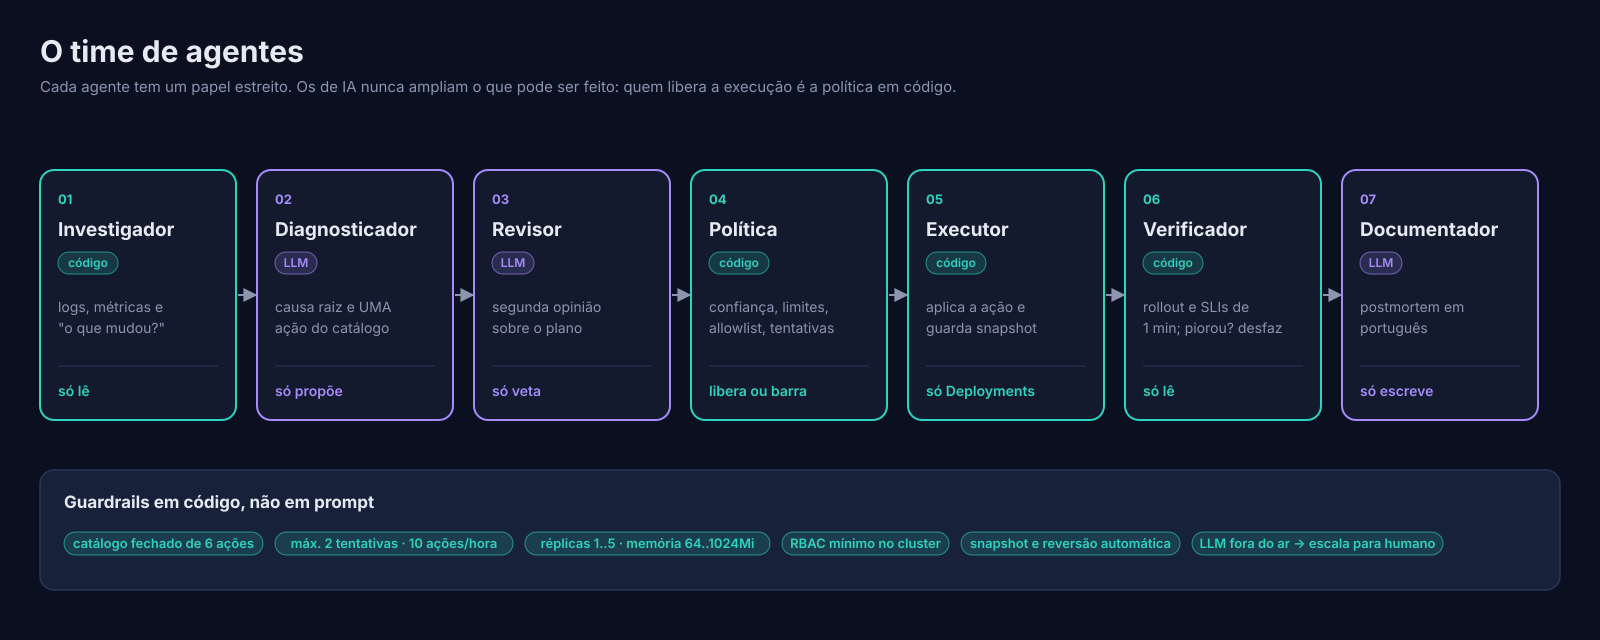 O time de agentes
Cada agente tem um papel estreito. Os de IA nunca ampliam o que pode ser feito: quem libera a execução é a política em código.
01
Investigador
código
logs, métricas e
"o que mudou?"
só lê
02
Diagnosticador
LLM
causa raiz e UMA
ação do catálogo
só propõe
03
Revisor
LLM
segunda opinião
sobre o plano
só veta
04
Política
código
confiança, limites,
allowlist, tentativas
libera ou barra
05
Executor
código
aplica a ação e
guarda snapshot
só Deployments
06
Verificador
código
rollout e SLIs de
1 min; piorou? desfaz
só lê
07
Documentador
LLM
postmortem em
português
só escreve
Guardrails em código, não em prompt
catálogo fechado de 6 ações
máx. 2 tentativas · 10 ações/hora
réplicas 1..5 · memória 64..1024Mi
RBAC mínimo no cluster
snapshot e reversão automática
LLM fora do ar → escala para humano